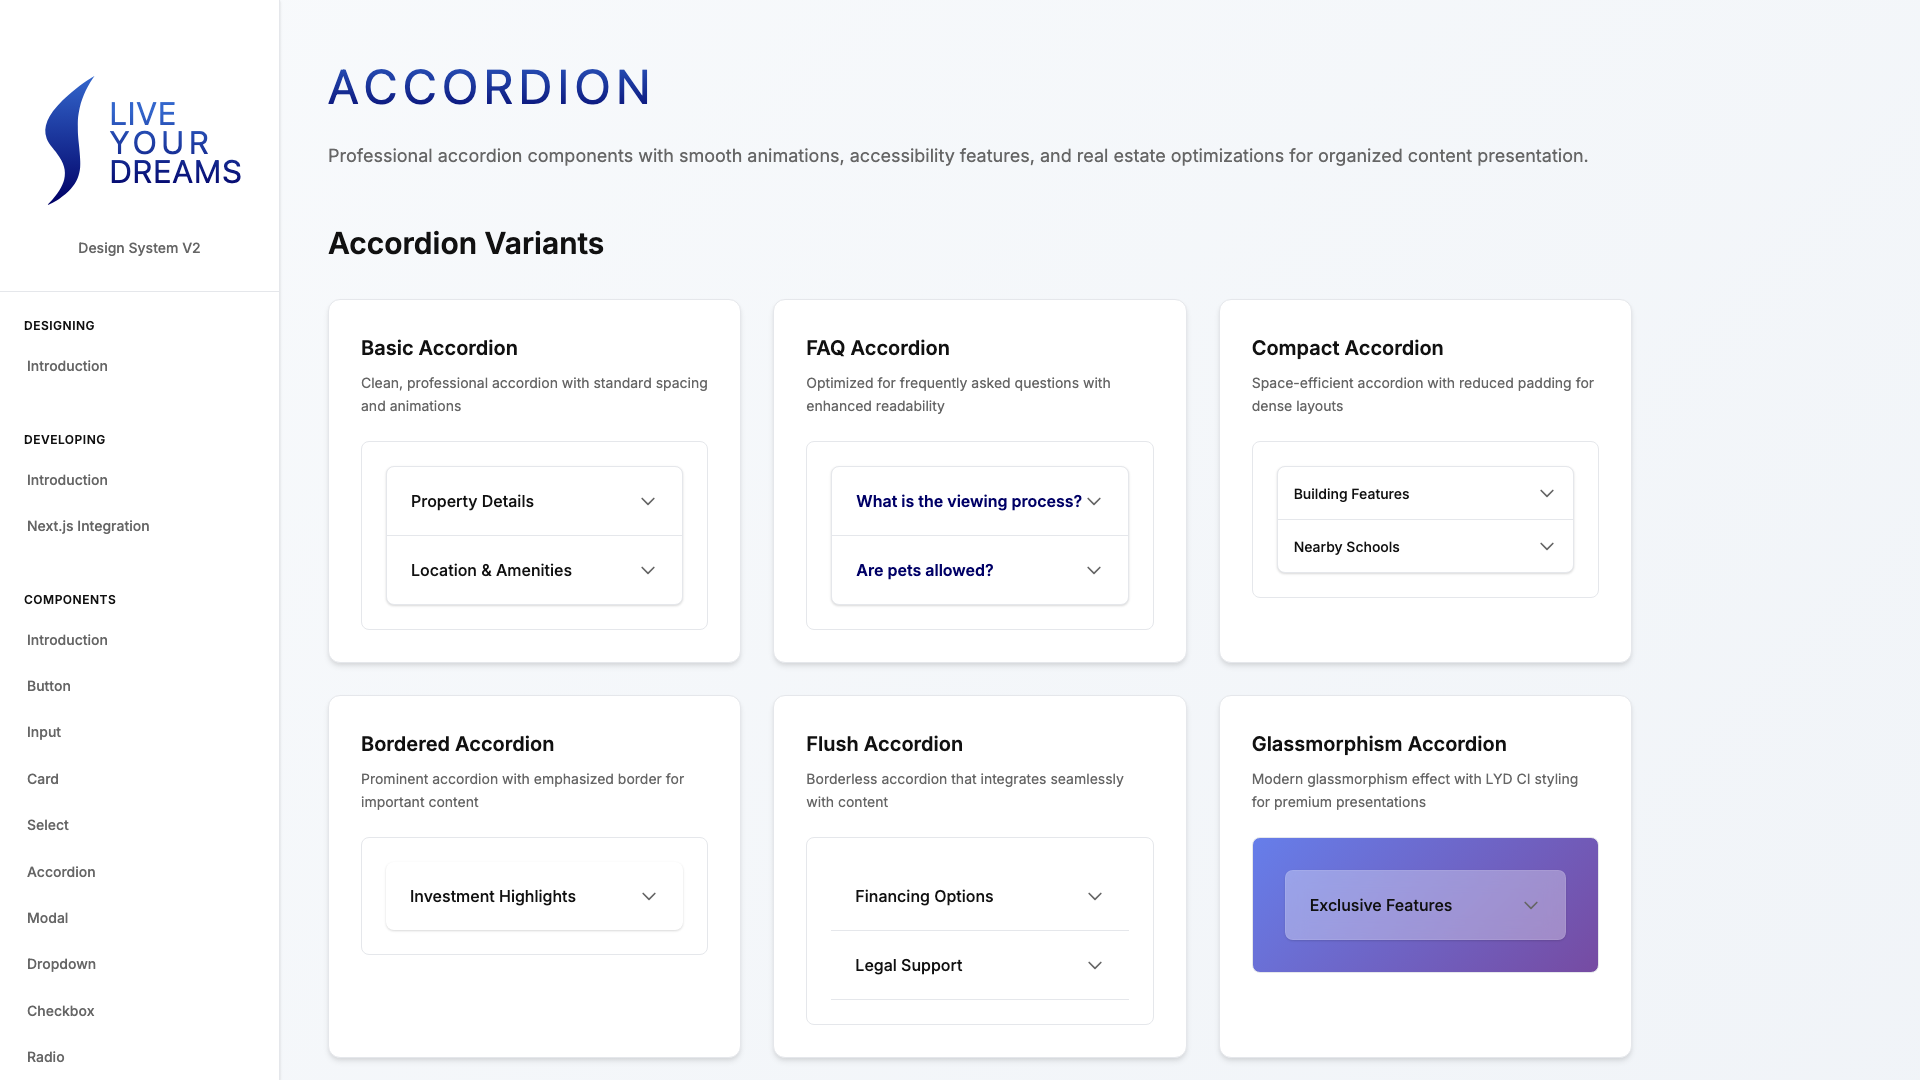 LIVE
YOUR
DREAMS
Design System V2
DESIGNING
Introduction
DEVELOPING
Introduction
Next.js Integration
COMPONENTS
Introduction
Button
Input
Card
Select
Accordion
Modal
Dropdown
Checkbox
Radio
ACCORDION
Professional accordion components with smooth animations, accessibility features, and real estate optimizations for organized content presentation.
Accordion Variants
Basic Accordion
Clean, professional accordion with standard spacing
and animations
Property Details
Location & Amenities
FAQ Accordion
Optimized for frequently asked questions with
enhanced readability
What is the viewing process?
Are pets allowed?
Compact Accordion
Space-efficient accordion with reduced padding for
dense layouts
Building Features
Nearby Schools
Bordered Accordion
Prominent accordion with emphasized border for
important content
Investment Highlights
Flush Accordion
Borderless accordion that integrates seamlessly
with content
Financing Options
Legal Support
Glassmorphism Accordion
Modern glassmorphism effect with LYD CI styling
for premium presentations
Exclusive Features